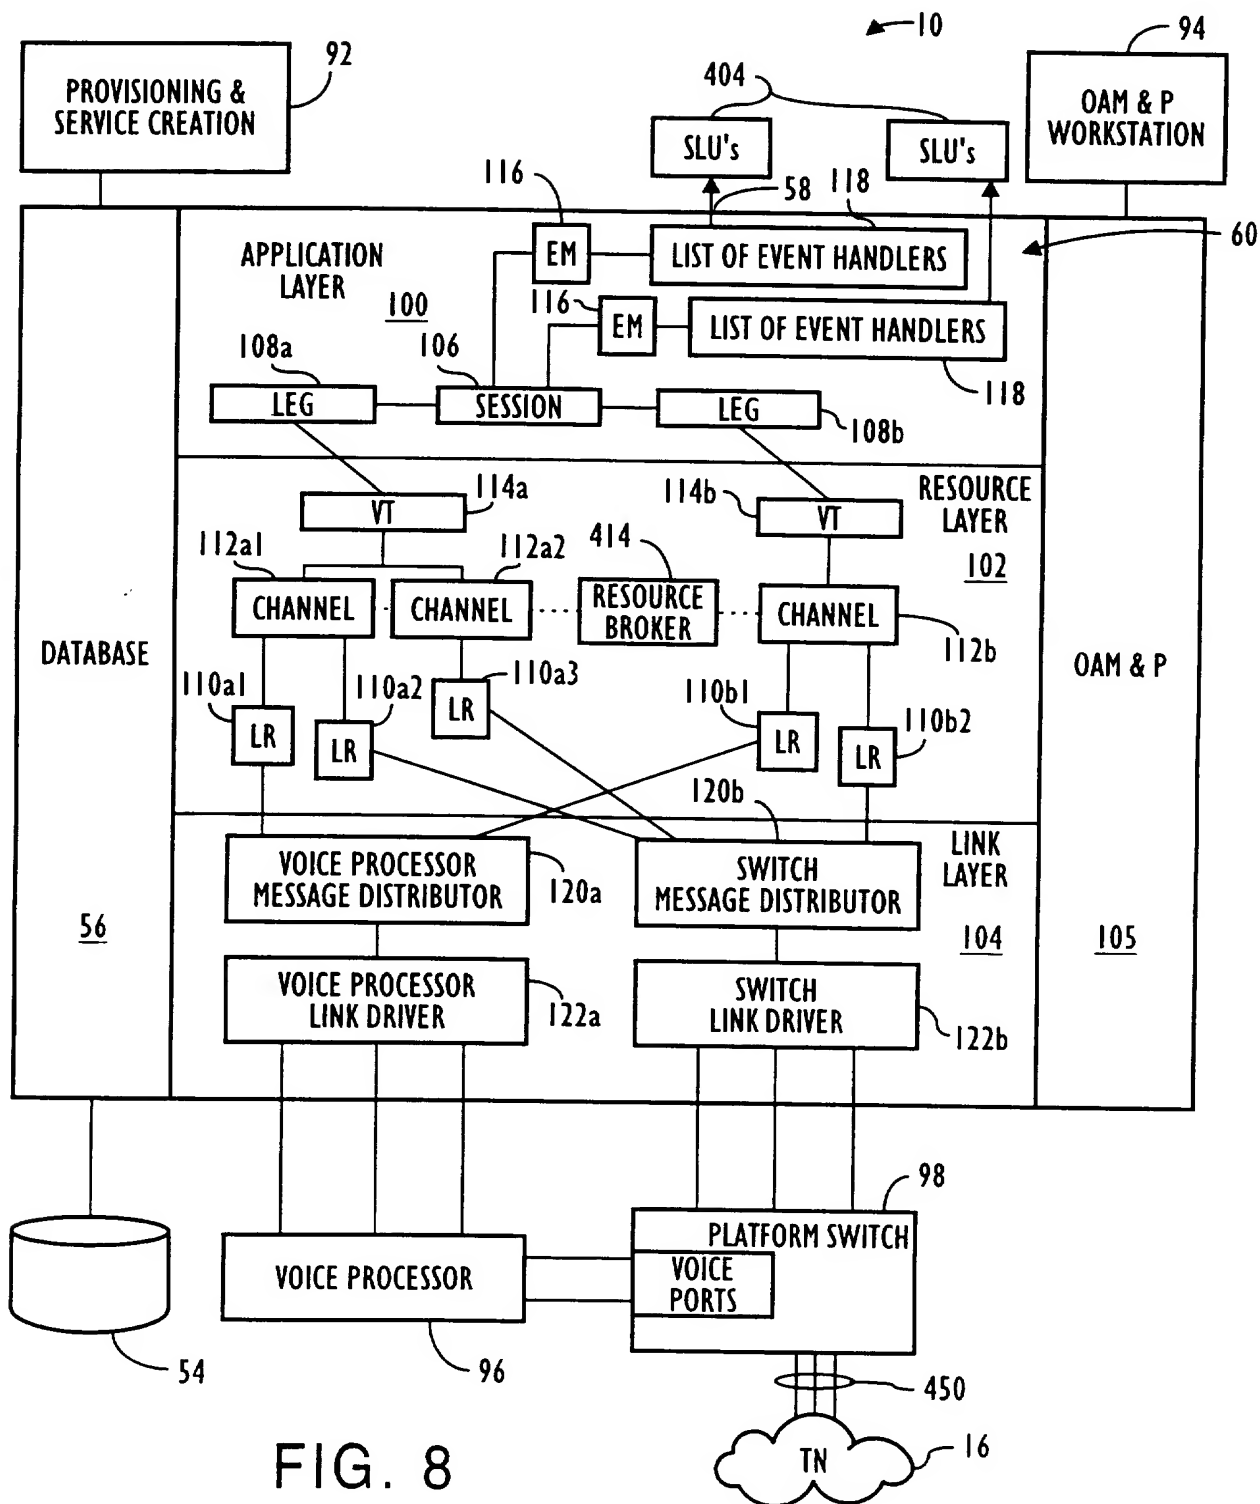 10
92
94
PROVISIONING &
SERVICE CREATION
404
OAM & P
WORKSTATION
SLU's
SLU's
116
58
118
60
APPLICATION
LAYER
EM
LIST OF EVENT HANDLERS
100
116
EM
LIST OF EVENT HANDLERS
108a
106
118
LEG
SESSION
LEG
108b
114a
114b
RESOURCE
LAYER
VT
VT
112a1
112a2
414
102
CHANNEL
CHANNEL
RESOURCE
BROKER
CHANNEL
112b
DATABASE
OAM & P
110a1
110a2
110a3
110b1
110b2
LR
LR
LR
LR
LR
120b
VOICE PROCESSOR
MESSAGE DISTRIBUTOR
120a
SWITCH
MESSAGE DISTRIBUTOR
LINK
LAYER
56
104
105
VOICE PROCESSOR
LINK DRIVER
122a
SWITCH
LINK DRIVER
122b
98
PLATFORM SWITCH
VOICE PROCESSOR
VOICE
PORTS
54
96
450
TN
16
FIG. 8